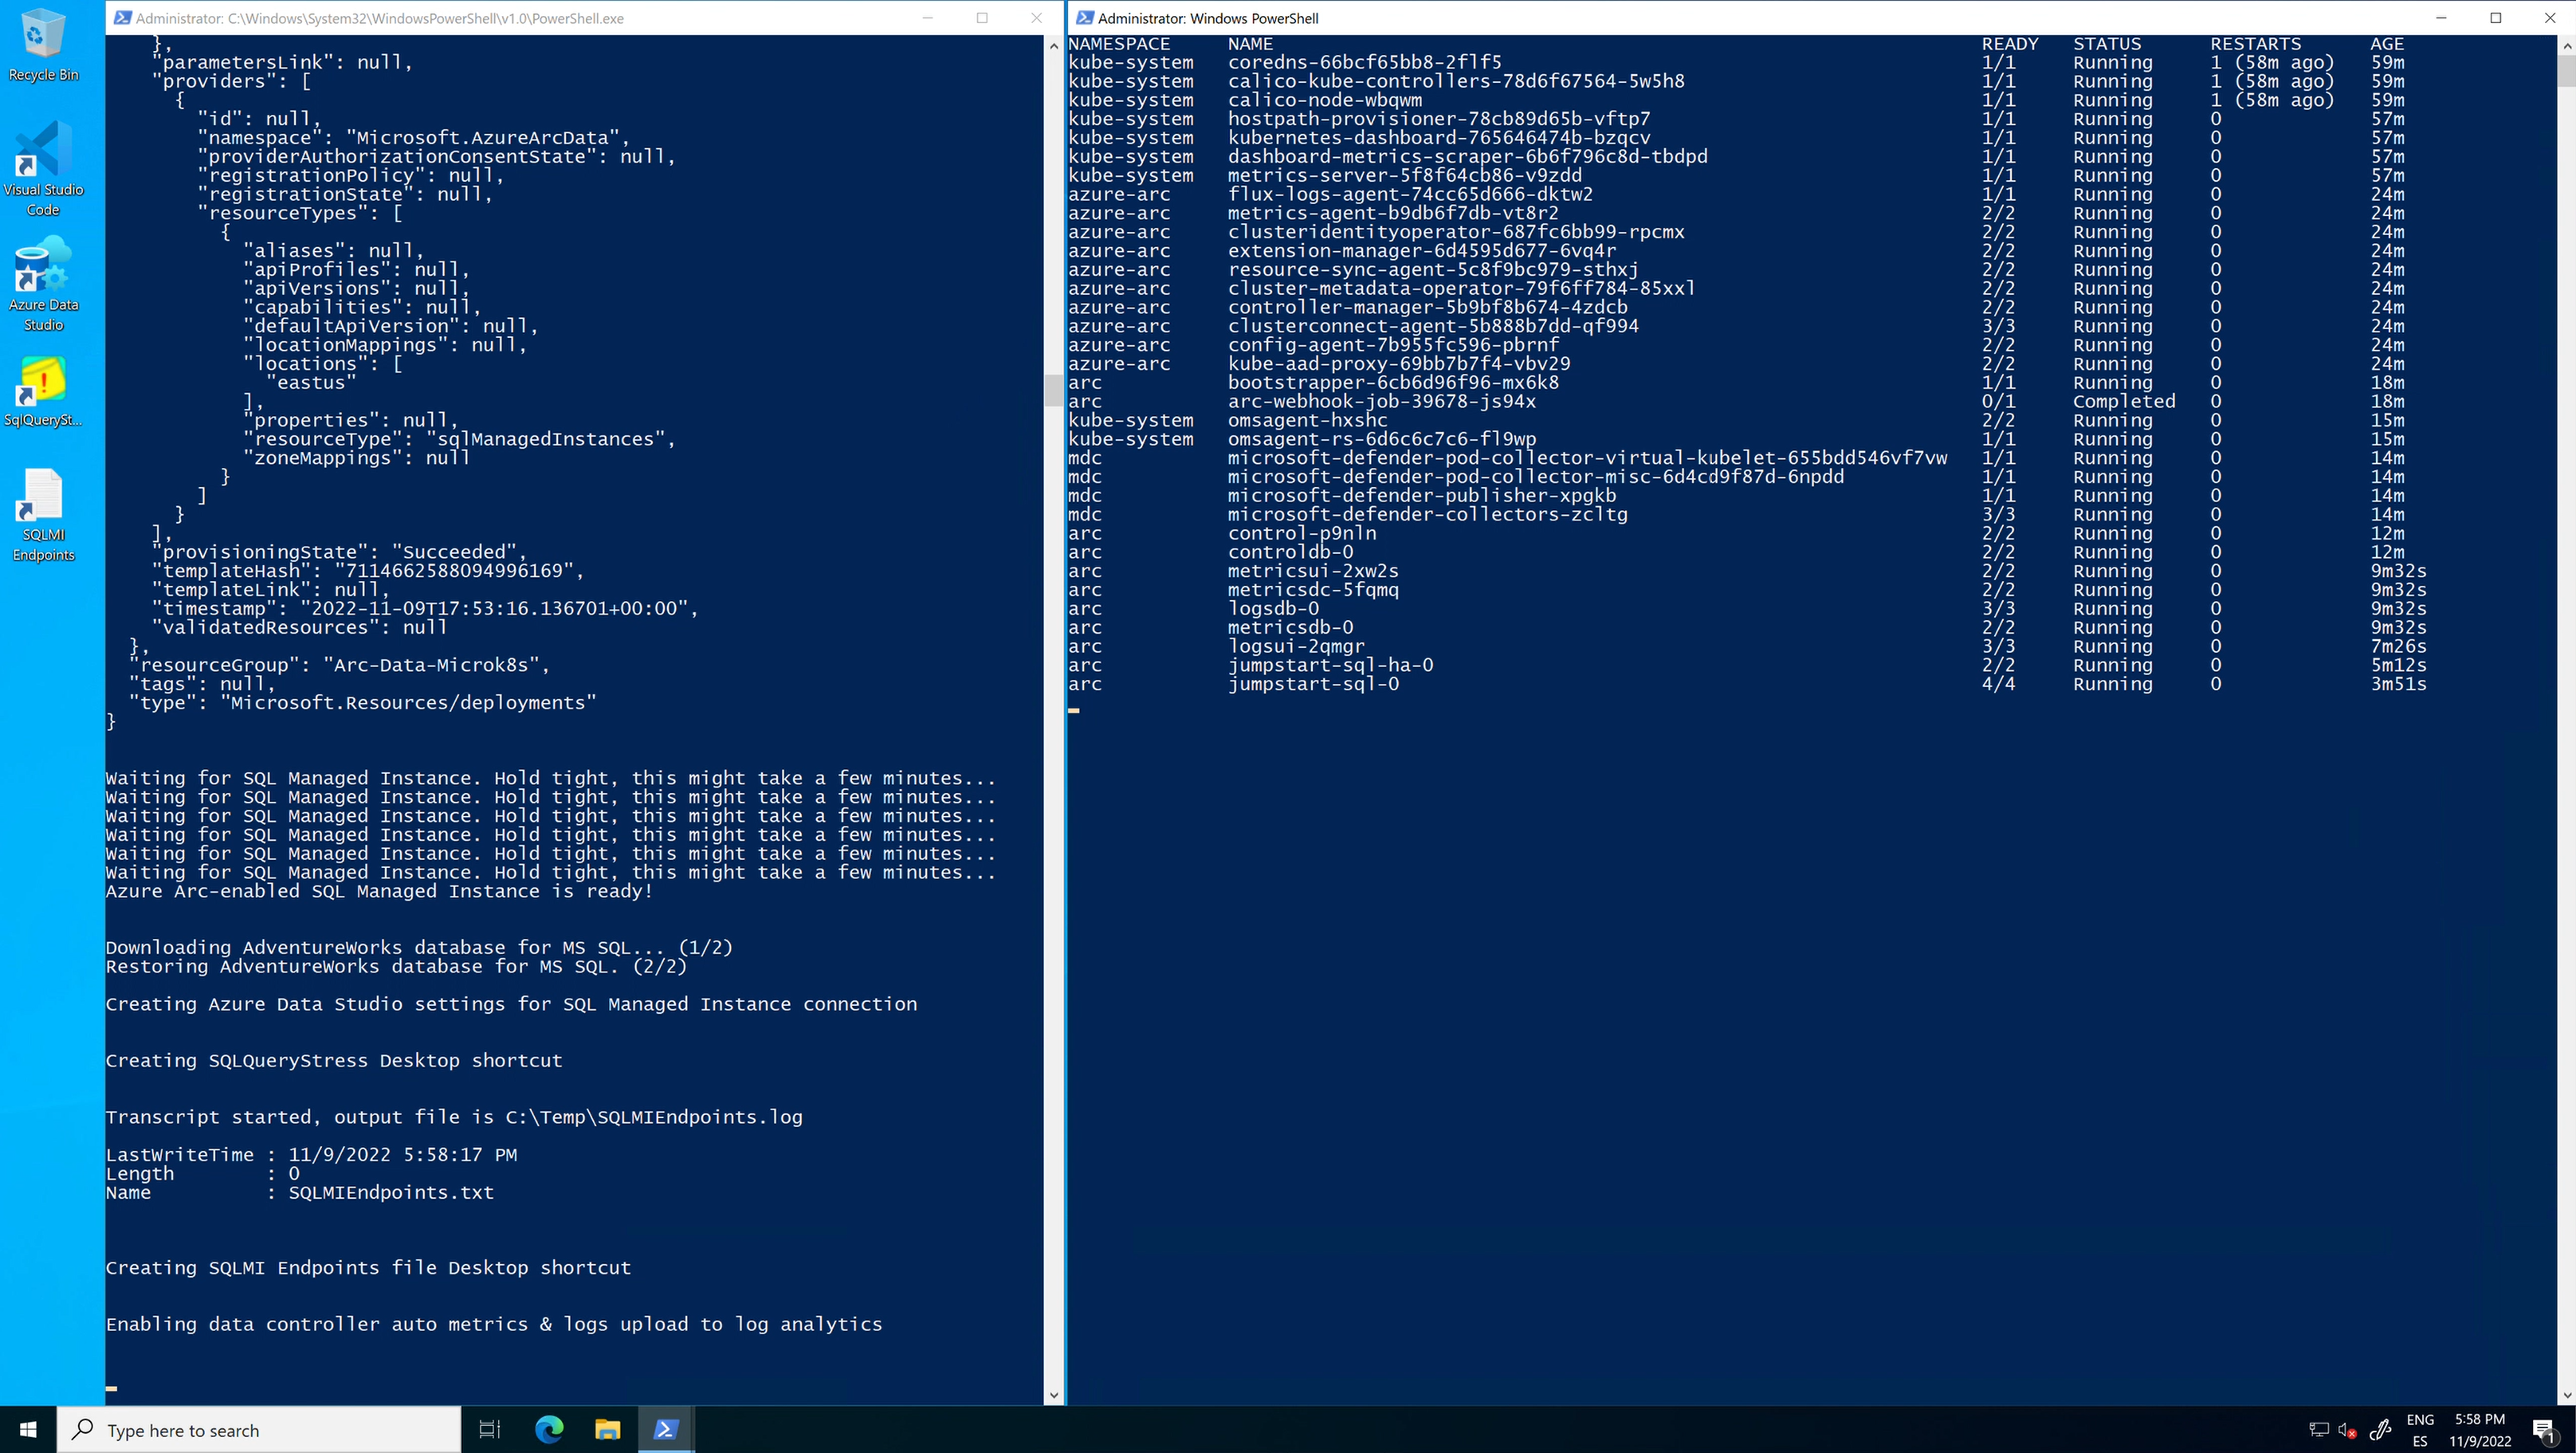 Recycle Bin
Visual Studio
Code
Azure Data
Studio
SqlQuerySt...
SQLMI
Endpoints
Administrator: C:\Windows\System32\WindowsPowerShell\v1.0\PowerShell.exe
},
"parametersLink": null,
"providers": [
{
"id": null,
"namespace": "Microsoft.AzureArcData",
"providerAuthorizationConsentState": null,
"registrationPolicy": null,
"registrationState": null,
"resourceTypes": [
{
"aliases": null,
"apiProfiles": null,
"apiVersions": null,
"capabilities": null,
"defaultApiVersion": null,
"locationMappings": null,
"locations": [
"eastus"
],
"properties": null,
"resourceType": "sqlManagedInstances",
"zoneMappings": null
}
]
}
],
"provisioningState": "Succeeded",
"templateHash": "7114662588094996169",
"templateLink": null,
"timestamp": "2022-11-09T17:53:16.136701+00:00",
"validatedResources": null
},
"resourceGroup": "Arc-Data-Microk8s",
"tags": null,
"type": "Microsoft.Resources/deployments"
}
Waiting for SQL Managed Instance. Hold tight, this might take a few minutes...
Waiting for SQL Managed Instance. Hold tight, this might take a few minutes...
Waiting for SQL Managed Instance. Hold tight, this might take a few minutes...
Waiting for SQL Managed Instance. Hold tight, this might take a few minutes...
Waiting for SQL Managed Instance. Hold tight, this might take a few minutes...
Waiting for SQL Managed Instance. Hold tight, this might take a few minutes...
Azure Arc-enabled SQL Managed Instance is ready!
Downloading AdventureWorks database for MS SQL... (1/2)
Restoring AdventureWorks database for MS SQL. (2/2)
Creating Azure Data Studio settings for SQL Managed Instance connection
Creating SQLQueryStress Desktop shortcut
Transcript started, output file is C:\Temp\SQLMIEndpoints.log
LastWriteTime : 11/9/2022 5:58:17 PM
Length : 0
Name : SQLMIEndpoints.txt
Creating SQLMI Endpoints file Desktop shortcut
Enabling data controller auto metrics & logs upload to log analytics
Administrator: Windows PowerShell
NAMESPACE NAME READY STATUS RESTARTS AGE
kube-system coredns-66bcf65bb8-2flf5 1/1 Running 1 (58m ago) 59m
kube-system calico-kube-controllers-78d6f67564-5w5h8 1/1 Running 1 (58m ago) 59m
kube-system calico-node-wbqwm 1/1 Running 1 (58m ago) 59m
kube-system hostpath-provisioner-78cb89d65b-vftp7 1/1 Running 0 57m
kube-system kubernetes-dashboard-765646474b-bzqcv 1/1 Running 0 57m
kube-system dashboard-metrics-scraper-6b6f796c8d-tbdpd 1/1 Running 0 57m
kube-system metrics-server-5f8f64cb86-v9zdd 1/1 Running 0 57m
azure-arc flux-logs-agent-74cc65d666-dktw2 1/1 Running 0 24m
azure-arc metrics-agent-b9db6f7db-vt8r2 2/2 Running 0 24m
azure-arc clusteridentityoperator-687fc6bb99-rpcmx 2/2 Running 0 24m
azure-arc extension-manager-6d4595d677-6vq4r 2/2 Running 0 24m
azure-arc resource-sync-agent-5c8f9bc979-sthxj 2/2 Running 0 24m
azure-arc cluster-metadata-operator-79f6ff784-85xxl 2/2 Running 0 24m
azure-arc controller-manager-5b9bf8b674-4zdcb 2/2 Running 0 24m
azure-arc clusterconnect-agent-5b888b7dd-qf994 3/3 Running 0 24m
azure-arc config-agent-7b955fc596-pbrnf 2/2 Running 0 24m
azure-arc kube-aad-proxy-69bb7b7f4-vbv29 2/2 Running 0 24m
arc bootstrapper-6cb6d96f96-mx6k8 1/1 Running 0 18m
arc arc-webhook-job-39678-js94x 0/1 Completed 0 18m
kube-system omsagent-hxshc 2/2 Running 0 15m
kube-system omsagent-rs-6d6c6c7c6-fl9wp 1/1 Running 0 15m
mdc microsoft-defender-pod-collector-virtual-kubelet-655bdd546vf7vw 1/1 Running 0 14m
mdc microsoft-defender-pod-collector-misc-6d4cd9f87d-6npdd 1/1 Running 0 14m
mdc microsoft-defender-publisher-xpgkb 1/1 Running 0 14m
mdc microsoft-defender-collectors-zcltg 3/3 Running 0 14m
arc control-p9nln 2/2 Running 0 12m
arc controldb-0 2/2 Running 0 12m
arc metricsui-2xw2s 2/2 Running 0 9m32s
arc metricsdc-5fqmq 2/2 Running 0 9m32s
arc logsdb-0 3/3 Running 0 9m32s
arc metricsdb-0 2/2 Running 0 9m32s
arc logsui-2qmgr 3/3 Running 0 7m26s
arc jumpstart-sql-ha-0 2/2 Running 0 5m12s
arc jumpstart-sql-0 4/4 Running 0 3m51s
Type here to search
ENG
ES
5:58 PM
11/9/2022
1